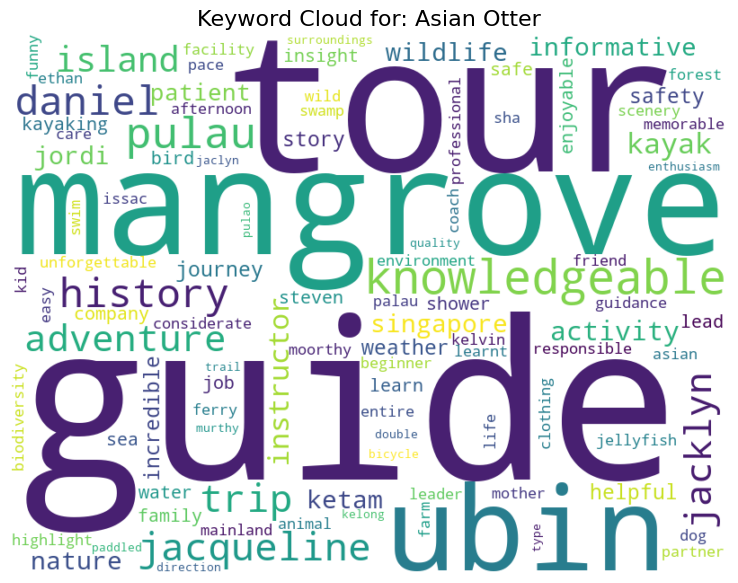 Keyword Cloud for: Asian Otter
surroundings
funny
facility
insight
wildlife
informative
island
pace
ethan
tour
safe
forest
daniel
patient
wild
swamp
professional
enjoyable
safety
scenery
afternoon
kayaking
care
pulau
story
sha
memorable
kayak
jordi
bird
jaclyn
enthusiasm
mangrove
issac
swim
pulao
coach
quality
unforgettable
journey
environment
friend
kid
easy
history
steven
knowledgeable
palau
shower
guidance
company
considerate
singapore
activity
lead
adventure
instructor
moorthy
weather
kelvin
learnt
responsible
asian
beginner
guide
trail
job
learn
biodiversity
incredible
ferry
entire
life
clothing
jacklyn
murthy
double
sea
bicycle
jellyfish
water
trip
ketam
leader
mother
helpful
family
farm
ubin
kelong
mainland
animal
highlight
paddled
jacqueline
type
dog
nature
direction
partner